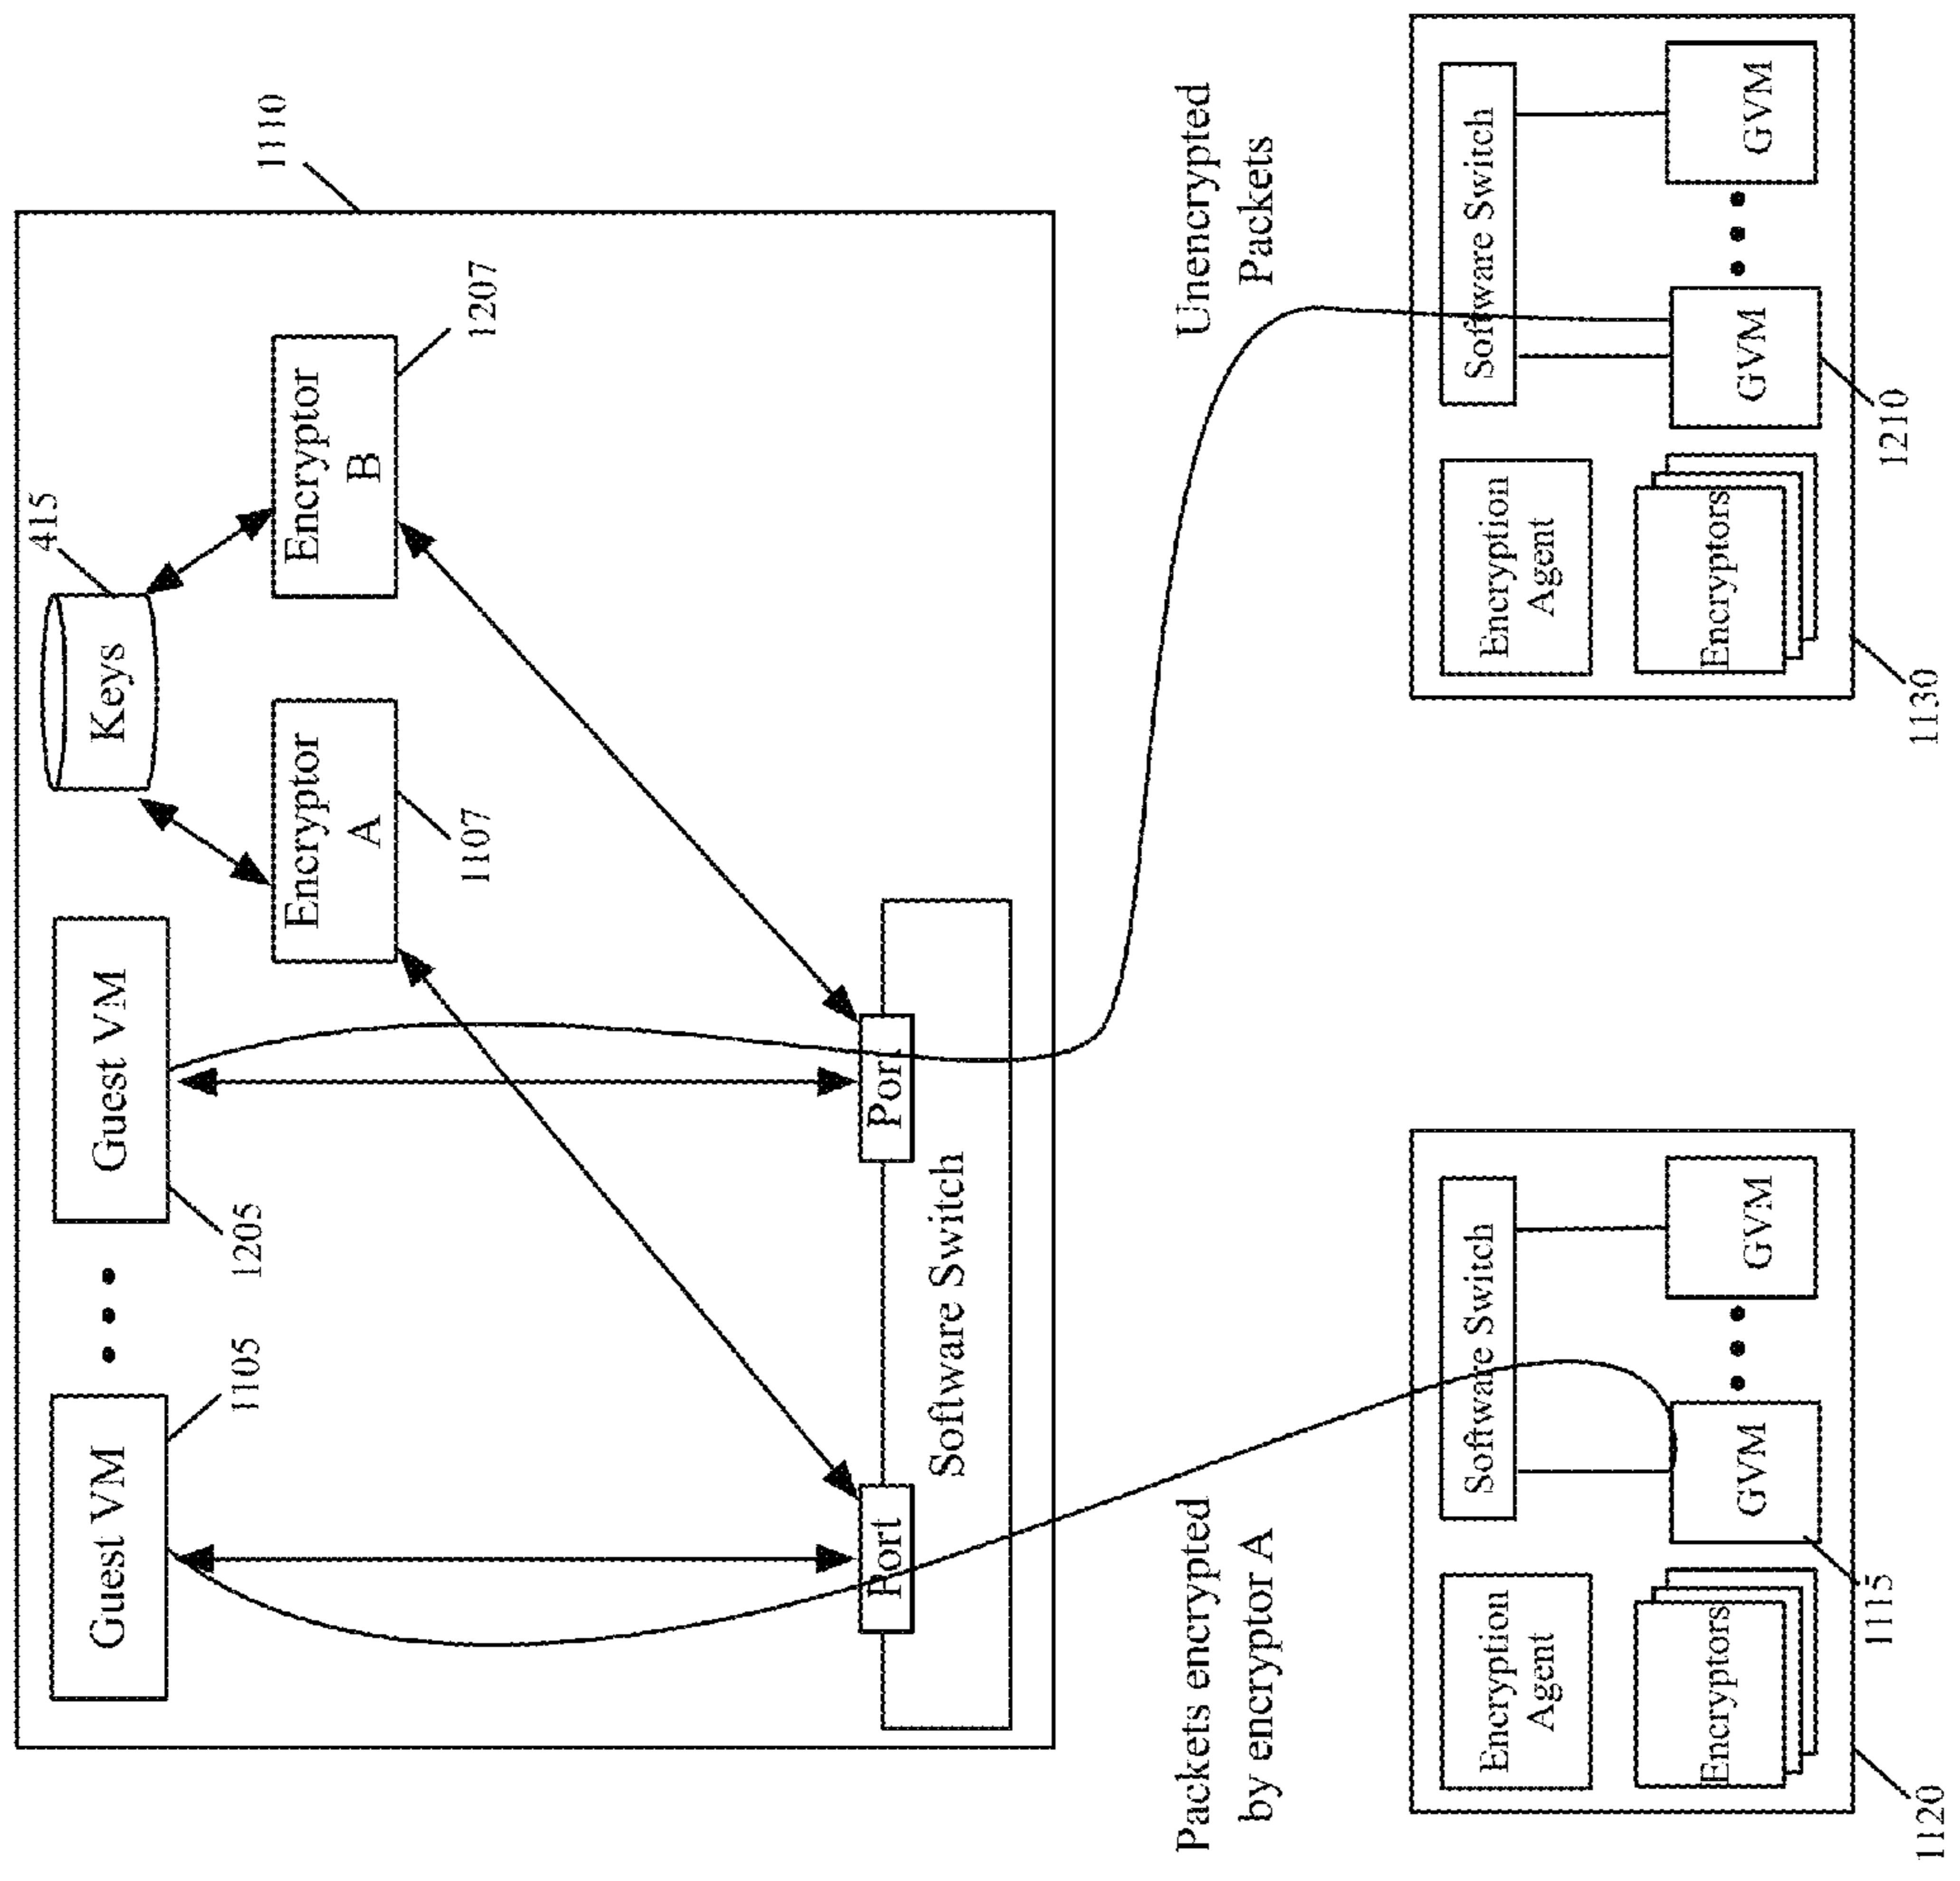 1110
415
Keys
Guest VM
Guest VM
Encryptor
A
Encryptor
B
1105
1205
1107
1207
Port
Port
Software Switch
Packets encrypted
by encryptor A
Unencrypted
Packets
Encryption
Agent
Software Switch
Encryptors
GVM
GVM
1120
1115
Encryption
Agent
Software Switch
Encryptors
GVM
GVM
1130
1210